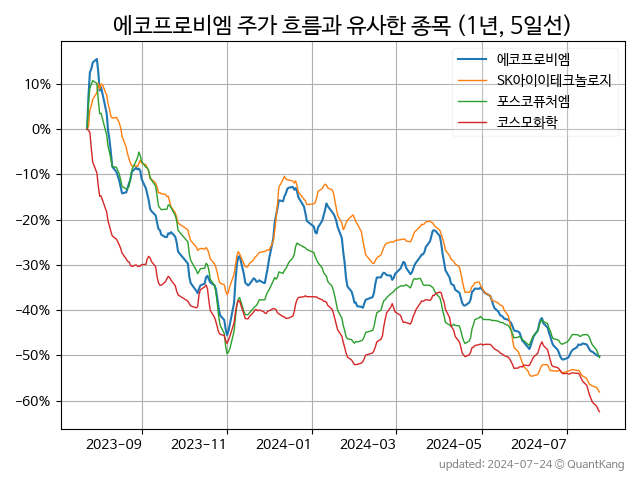 에코프로비엠 주가 흐름과 유사한 종목 (1년, 5일선)
에코프로비엠
SK아이이테크놀로지
포스코퓨처엠
코스모화학
10%
0%
−10%
−20%
−30%
−40%
−50%
−60%
2023-09 2023-11 2024-01 2024-03 2024-05 2024-07
updated: 2024-07-24 © QuantKang